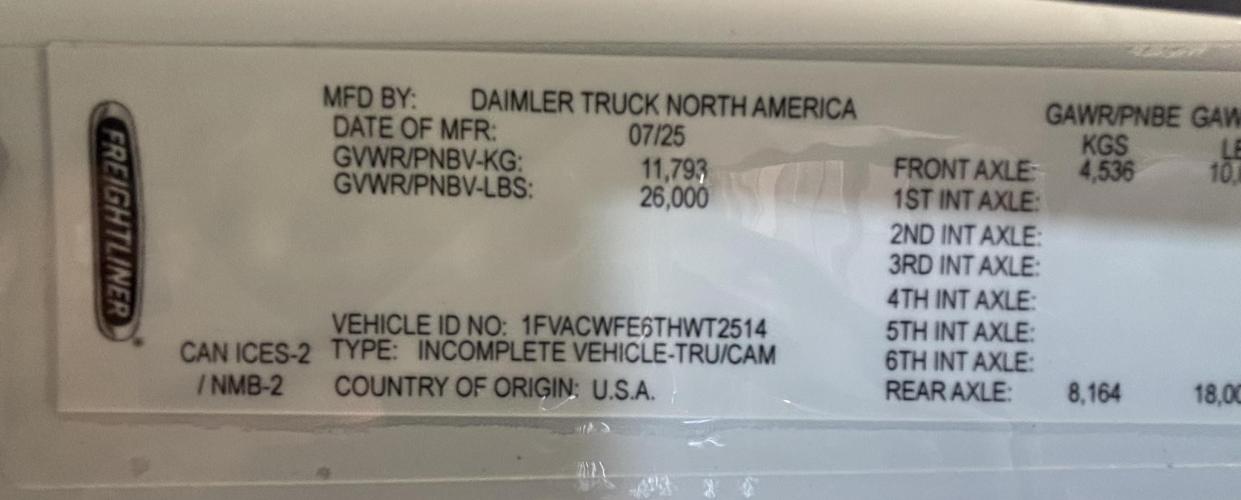 FREIGHTLINER
MFD BY: DAIMLER TRUCK NORTH AMERICA
DATE OF MFR: 07/25
GVWR/PNBV-KG: 11,793
GVWR/PNBV-LBS: 26,000
VEHICLE ID NO: 1FVACWFE6THWT2514
CAN ICES-2 TYPE: INCOMPLETE VEHICLE-TRU/CAM
/ NMB-2 COUNTRY OF ORIGIN: U.S.A.
GAWR/PNBE
KGS
FRONT AXLE: 4,536
1ST INT AXLE:
2ND INT AXLE:
3RD INT AXLE:
4TH INT AXLE:
5TH INT AXLE:
6TH INT AXLE:
REAR AXLE: 8,164